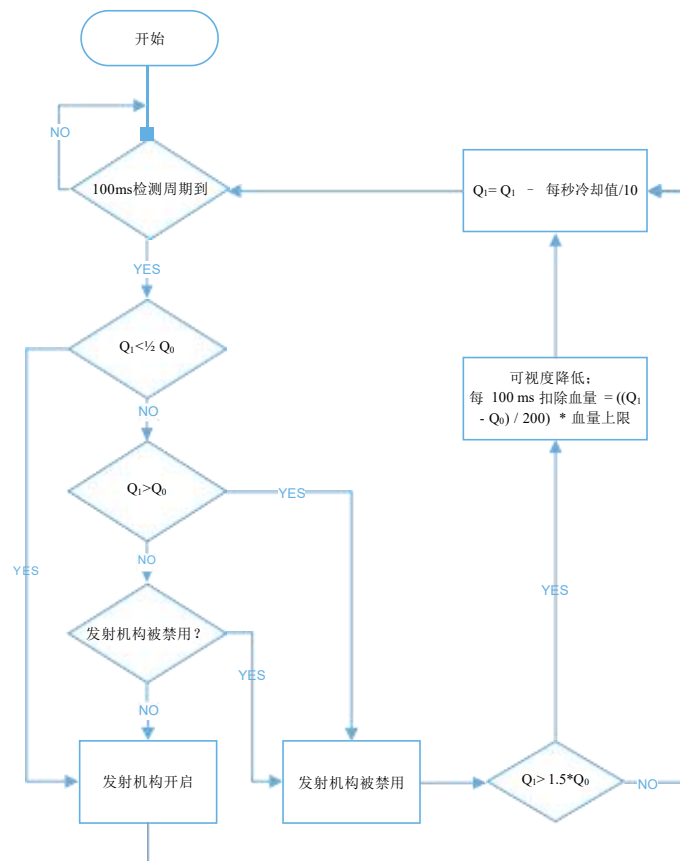 开始
NO
100ms检测周期到
Q₁= Q₁ - 每秒冷却值/10
YES
Q₁<½ Q₀
可视度降低；
每 100 ms 扣除血量 = ((Q₁
- Q₀) / 200) * 血量上限
NO
Q₁>Q₀
YES
NO
YES
YES
发射机构被禁用？
YES
NO
发射机构开启
发射机构被禁用
Q₁> 1.5*Q₀
NO